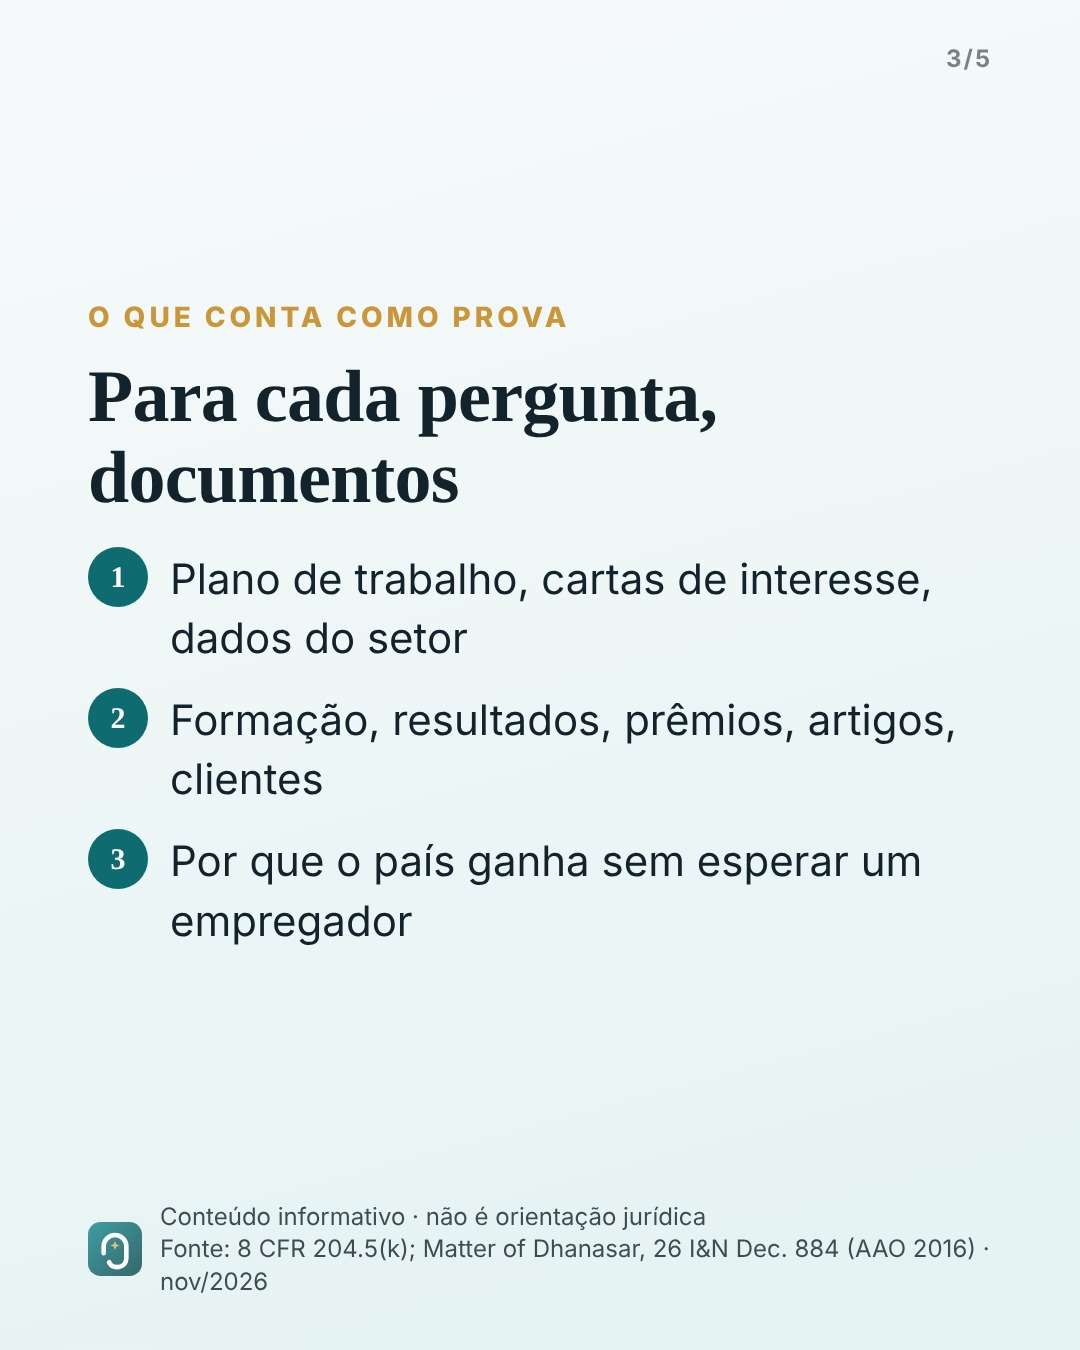 3/5
O QUE CONTA COMO PROVA
Para cada pergunta,
documentos
1 Plano de trabalho, cartas de interesse,
dados do setor
2 Formação, resultados, prêmios, artigos,
clientes
3 Por que o país ganha sem esperar um
empregador
Conteúdo informativo · não é orientação jurídica
Fonte: 8 CFR 204.5(k); Matter of Dhanasar, 26 I&N Dec. 884 (AAO 2016) ·
nov/2026